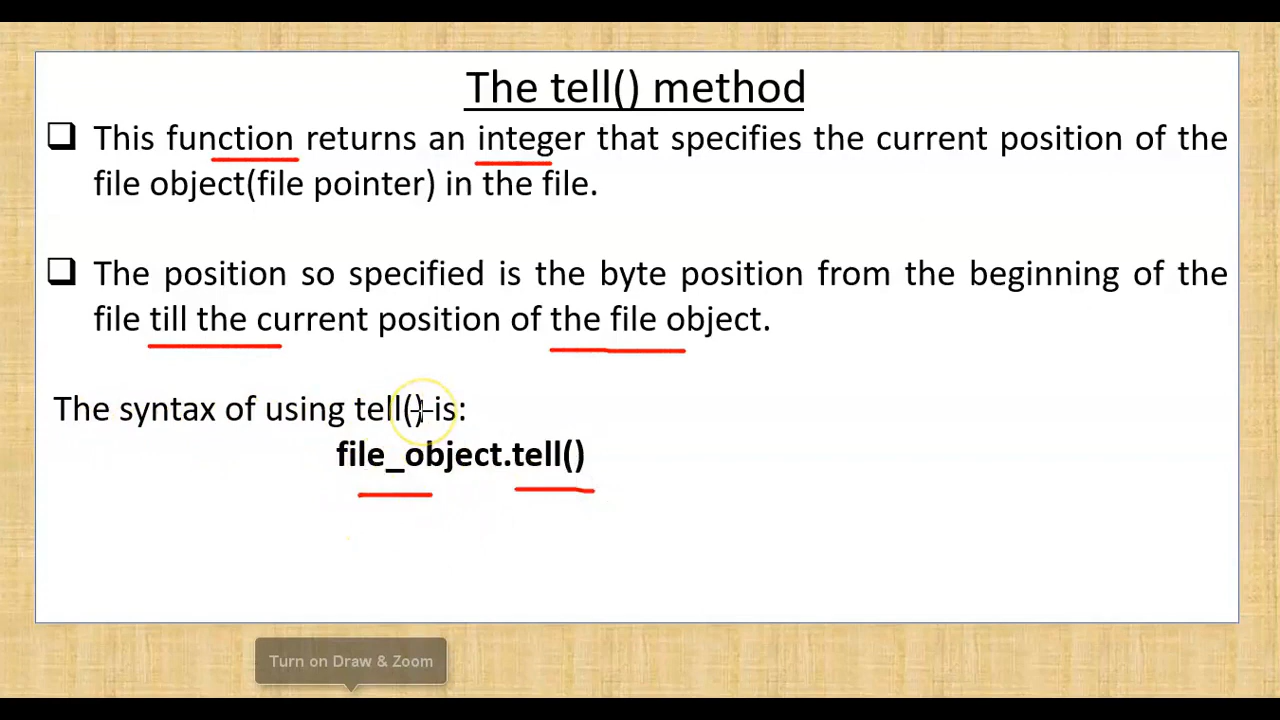 The tell() method
❑ This function returns an integer that specifies the current position of the
file object(file pointer) in the file.
❑ The position so specified is the byte position from the beginning of the
file till the current position of the file object.
The syntax of using tell() is:
file_object.tell()
Turn on Draw & Zoom